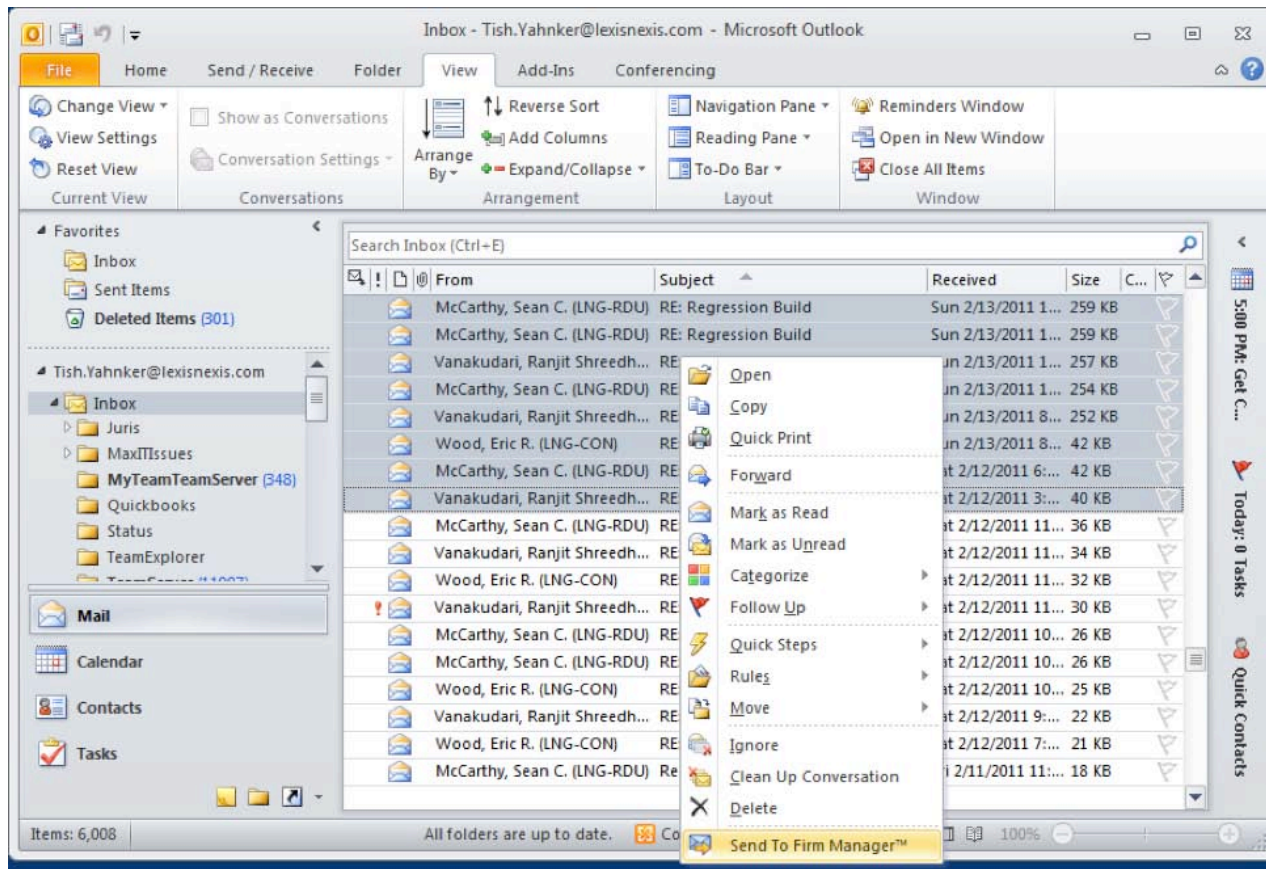 Inbox - Tish.Yahnker@lexisnexis.com - Microsoft Outlook
File Home Send / Receive Folder View Add-Ins Conferencing
Change View
View Settings
Reset View
Current View
Show as Conversations
Conversation Settings
Conversations
Arrange By
Reverse Sort
Add Columns
Expand/Collapse
Arrangement
Navigation Pane
Reading Pane
To-Do Bar
Layout
Reminders Window
Open in New Window
Close All Items
Window
Favorites
Inbox
Sent Items
Deleted Items (301)
Tish.Yahnker@lexisnexis.com
Inbox
Juris
MaxITIssues
MyTeamTeamServer (348)
Quickbooks
Status
TeamExplorer
Mail
Calendar
Contacts
Tasks
Search Inbox (Ctrl+E)
From Subject Received Size C...
McCarthy, Sean C. (LNG-RDU) RE: Regression Build Sun 2/13/2011 1... 259 KB
McCarthy, Sean C. (LNG-RDU) RE: Regression Build Sun 2/13/2011 1... 259 KB
Vanakudari, Ranjit Shreedh... RE: un 2/13/2011 1... 257 KB
McCarthy, Sean C. (LNG-RDU) RE un 2/13/2011 1... 254 KB
Vanakudari, Ranjit Shreedh... RE un 2/13/2011 8... 252 KB
Wood, Eric R. (LNG-CON) RE un 2/13/2011 8... 42 KB
McCarthy, Sean C. (LNG-RDU) RE at 2/12/2011 6:... 42 KB
Vanakudari, Ranjit Shreedh... RE at 2/12/2011 3:... 40 KB
McCarthy, Sean C. (LNG-RDU) RE at 2/12/2011 11... 36 KB
Vanakudari, Ranjit Shreedh... RE at 2/12/2011 11... 34 KB
Wood, Eric R. (LNG-CON) RE at 2/12/2011 11... 32 KB
Vanakudari, Ranjit Shreedh... RE at 2/12/2011 11... 30 KB
McCarthy, Sean C. (LNG-RDU) RE at 2/12/2011 10... 26 KB
McCarthy, Sean C. (LNG-RDU) RE at 2/12/2011 10... 26 KB
Wood, Eric R. (LNG-CON) RE at 2/12/2011 10... 25 KB
Vanakudari, Ranjit Shreedh... RE at 2/12/2011 9:... 22 KB
Wood, Eric R. (LNG-CON) RE at 2/12/2011 7:... 21 KB
McCarthy, Sean C. (LNG-RDU) Re i 2/11/2011 11:... 18 KB
Open
Copy
Quick Print
Forward
Mark as Read
Mark as Unread
Categorize
Follow Up
Quick Steps
Rules
Move
Ignore
Clean Up Conversation
Delete
Send To Firm Manager™
5:00 PM: Get C...
Today: 0 Tasks
Quick Contacts
Items: 6,008 All folders are up to date. Co 100%